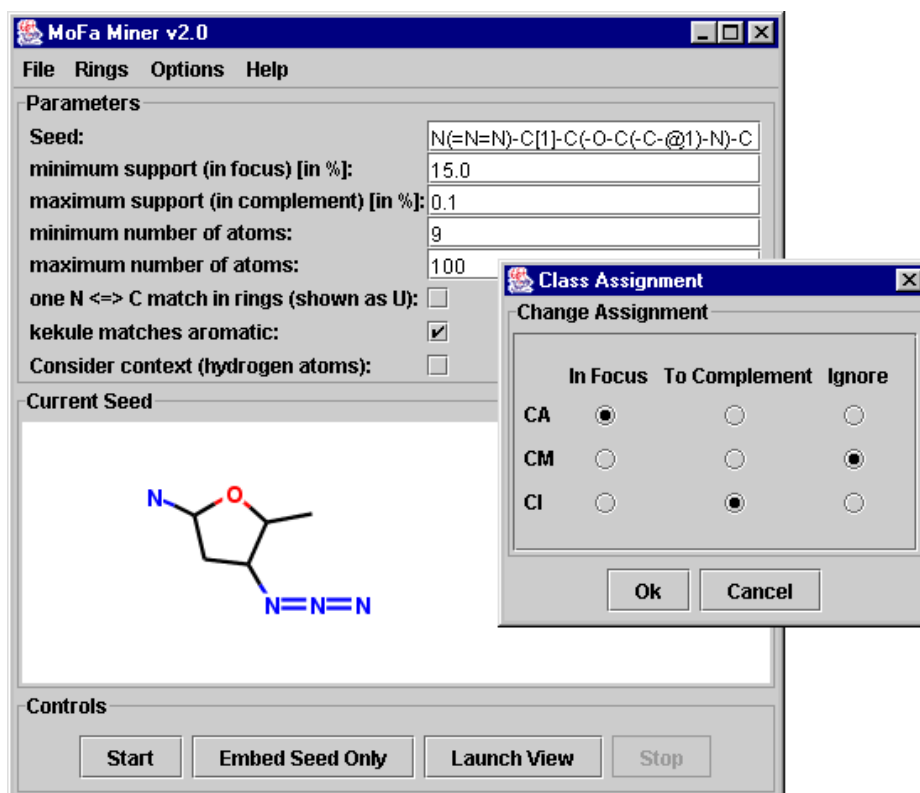 MoFa Miner v2.0
File Rings Options Help
Parameters
Seed: N(=N=N)-C[1]-C(-O-C(-C-@1)-N)-C
minimum support (in focus) [in %]: 15.0
maximum support (in complement) [in %]: 0.1
minimum number of atoms: 9
maximum number of atoms: 100
one N <=> C match in rings (shown as U):
kekule matches aromatic:
Consider context (hydrogen atoms):
Current Seed
N O
N N N
Controls
Start Embed Seed Only Launch View Stop
Class Assignment
Change Assignment
In Focus To Complement Ignore
CA
CM
CI
Ok Cancel